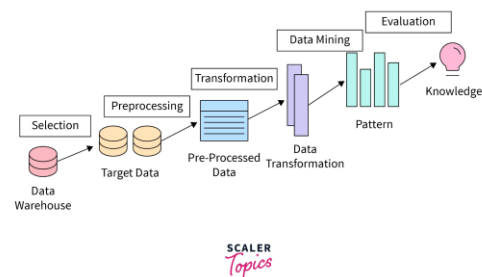 Evaluation
Data Mining
Transformation
Knowledge
Preprocessing
Pattern
Selection
Data
Transformation
Pre-Processed
Data
Target Data
Data
Warehouse
SCALER
Topics